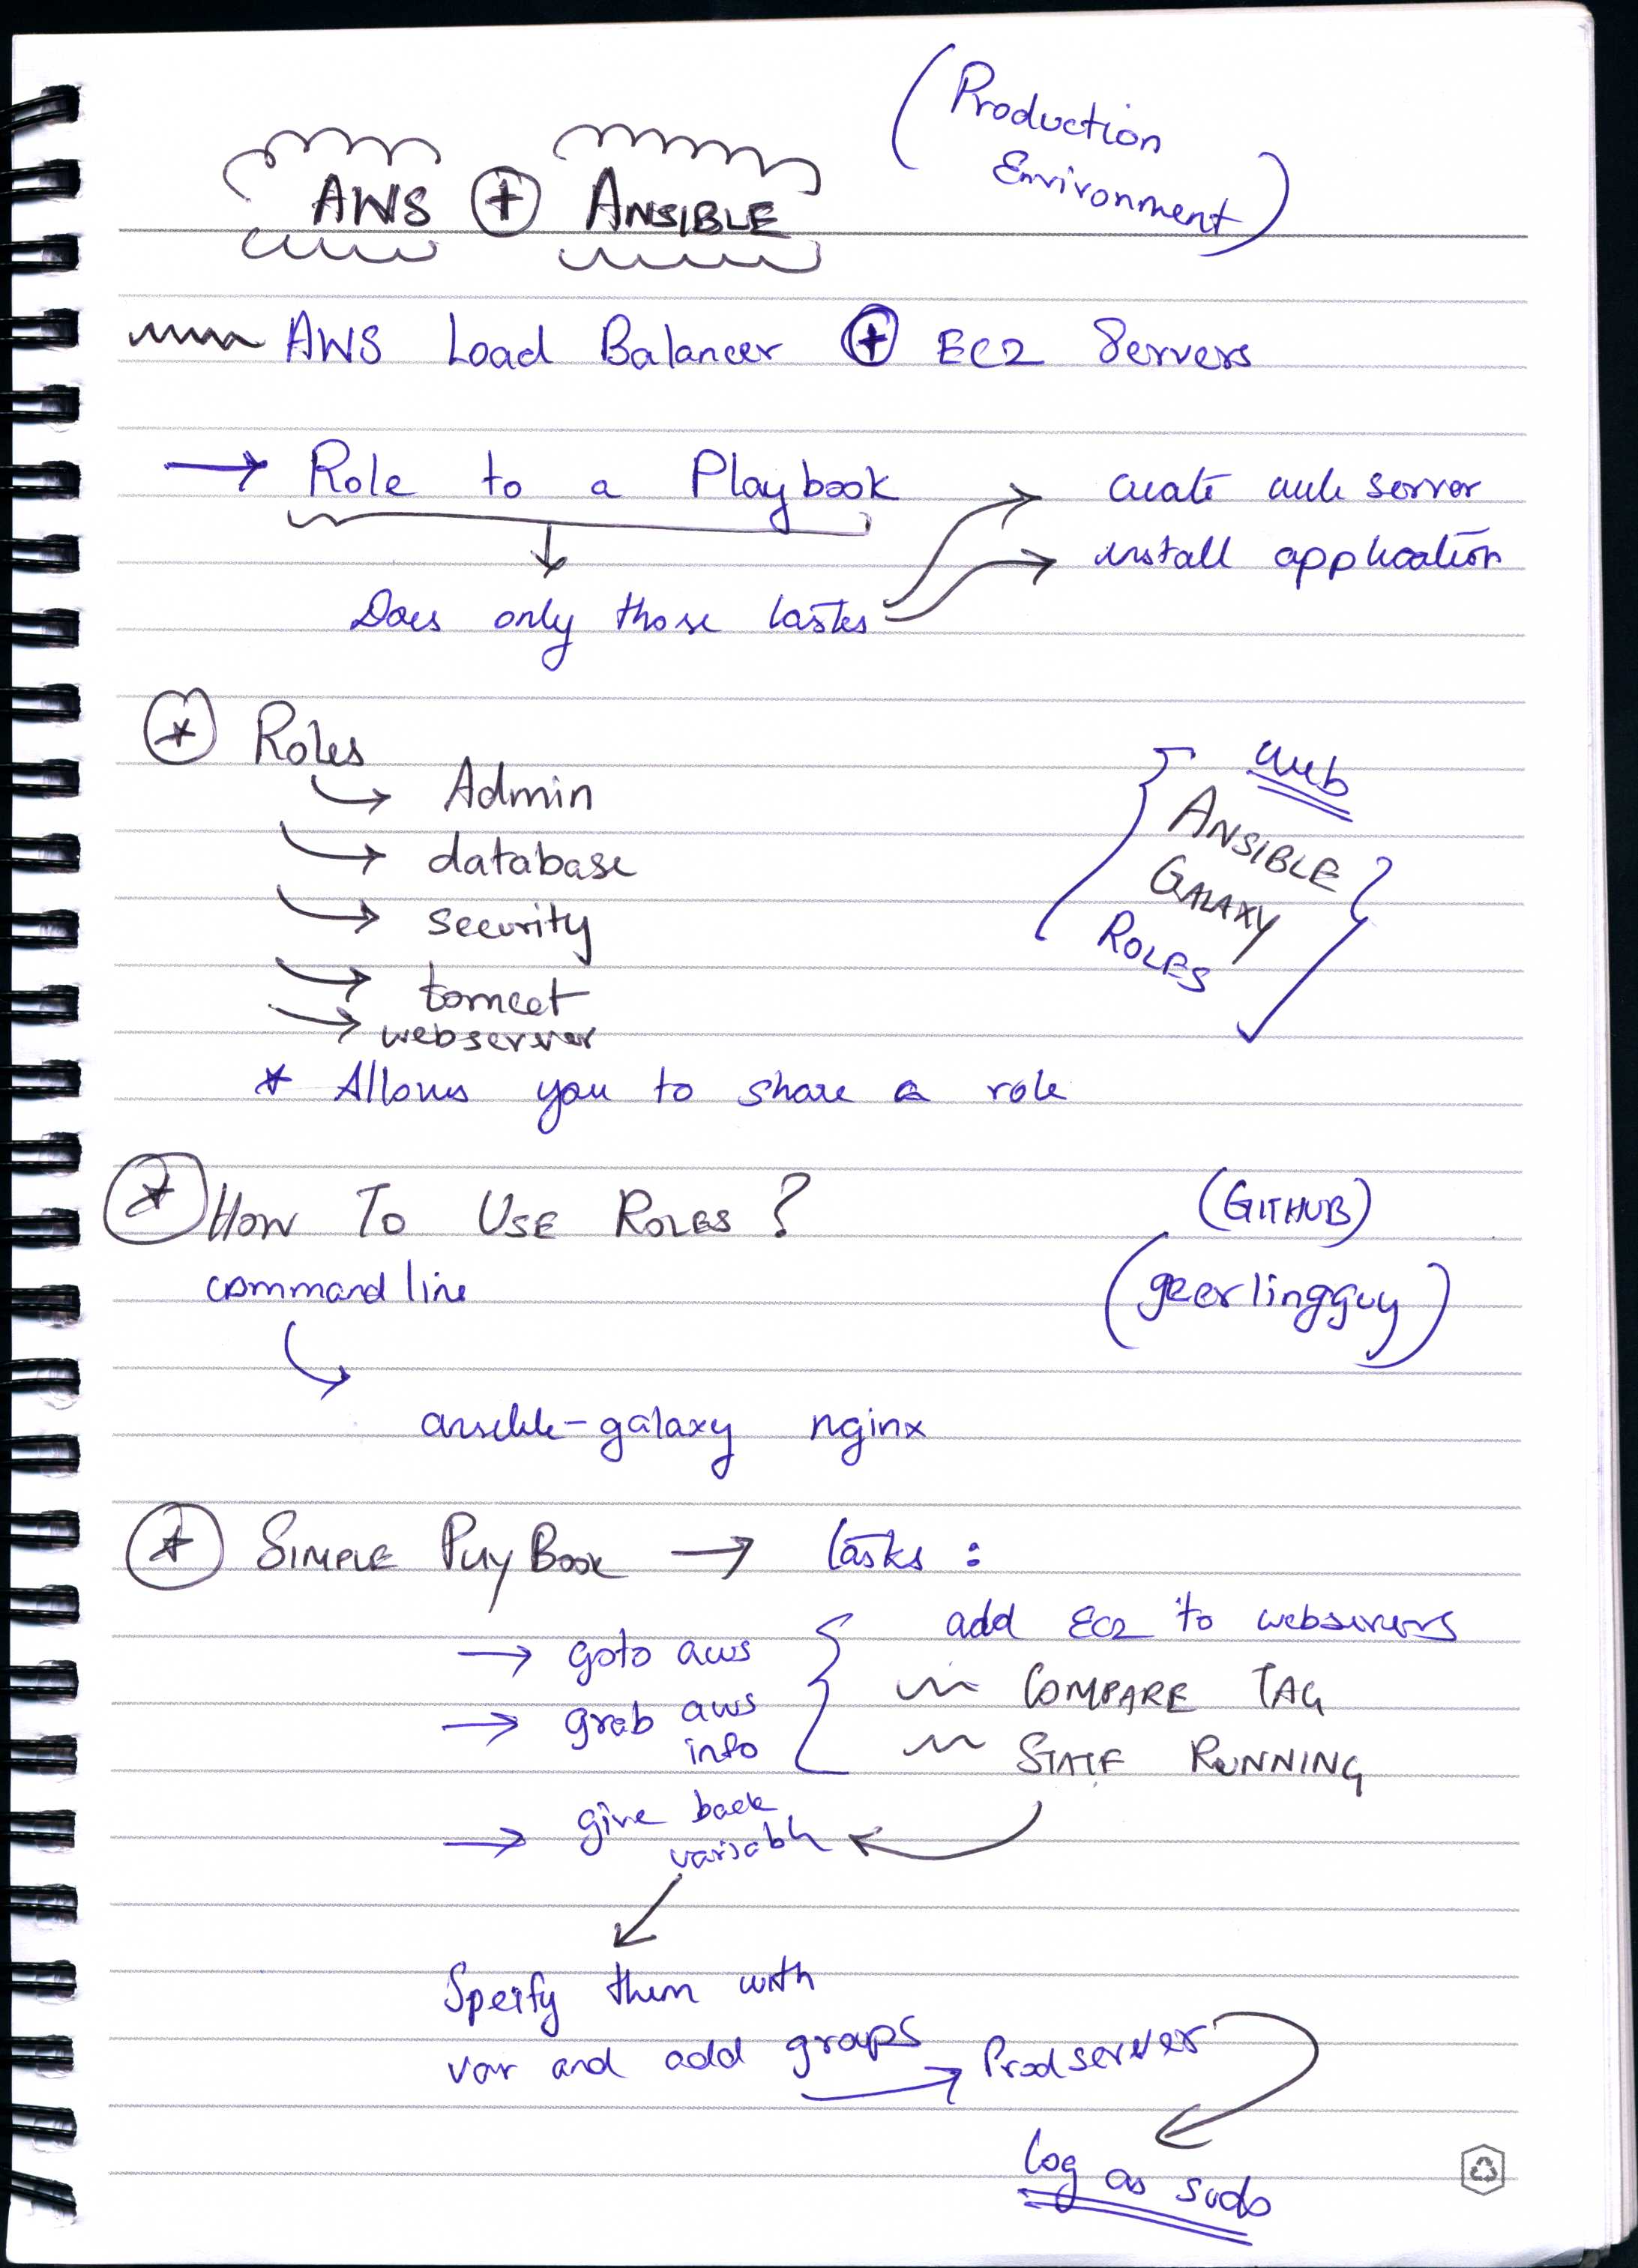 (Production
Environment)
AWS + ANSIBLE
AWS Load Balancer + EC2 Servers
→ Role to a Playbook → create web server
→ install application
Does only those tasks
* Roles
→ Admin
→ database
→ security
→ tomcat
→ webserver
web
ANSIBLE
GALAXY
ROLES
* Allows you to share a role
* HOW TO USE ROLES?
(GITHUB)
command line
(geerlingguy)
ansible-galaxy nginx
* SIMPLE PLAYBOOK → tasks :
→ goto aws
→ grab aws
info
add EC2 to webservers
~ COMPARE TAG
~ STATE RUNNING
→ give back
variable
Specify them with
var and add groups → Prodserver
log as sudo